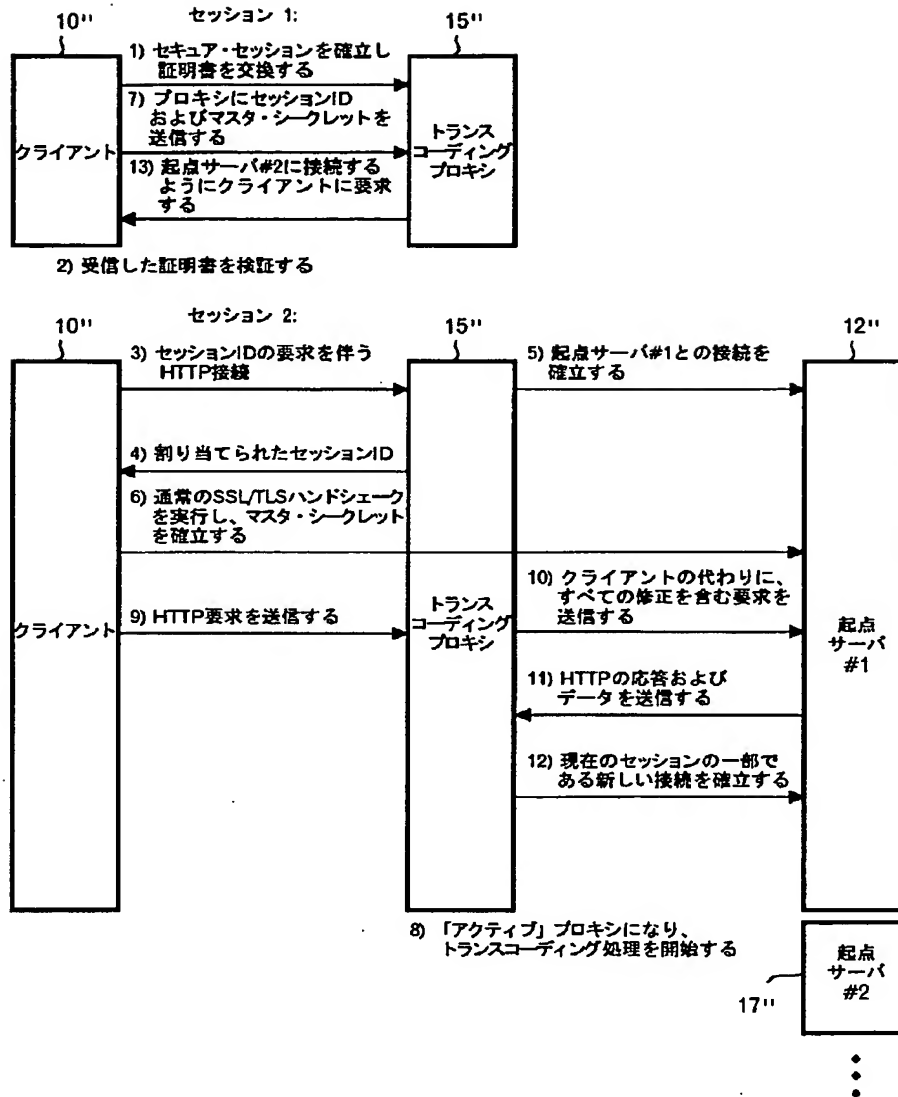 セッション 1:
10''
15''
1) セキュア・セッションを確立し
証明書を交換する
7) プロキシにセッションID
およびマスタ・シークレットを
送信する
13) 起点サーバ#2に接続する
ようにクライアントに要求
する
クライアント
トランス
コーディング
プロキシ
2) 受信した証明書を検証する
セッション 2:
10''
15''
12''
3) セッションIDの要求を伴う
HTTP接続
5) 起点サーバ#1との接続を
確立する
4) 割り当てられたセッションID
6) 通常のSSL/TLSハンドシェーク
を実行し、マスタ・シークレット
を確立する
10) クライアントの代わりに、
すべての修正を含む要求を
送信する
9) HTTP要求を送信する
クライアント
トランス
コーディング
プロキシ
起点
サーバ
#1
11) HTTPの応答および
データを送信する
12) 現在のセッションの一部で
ある新しい接続を確立する
8) 「アクティブ」プロキシになり、
トランスコーディング処理を開始する
起点
サーバ
#2
17''